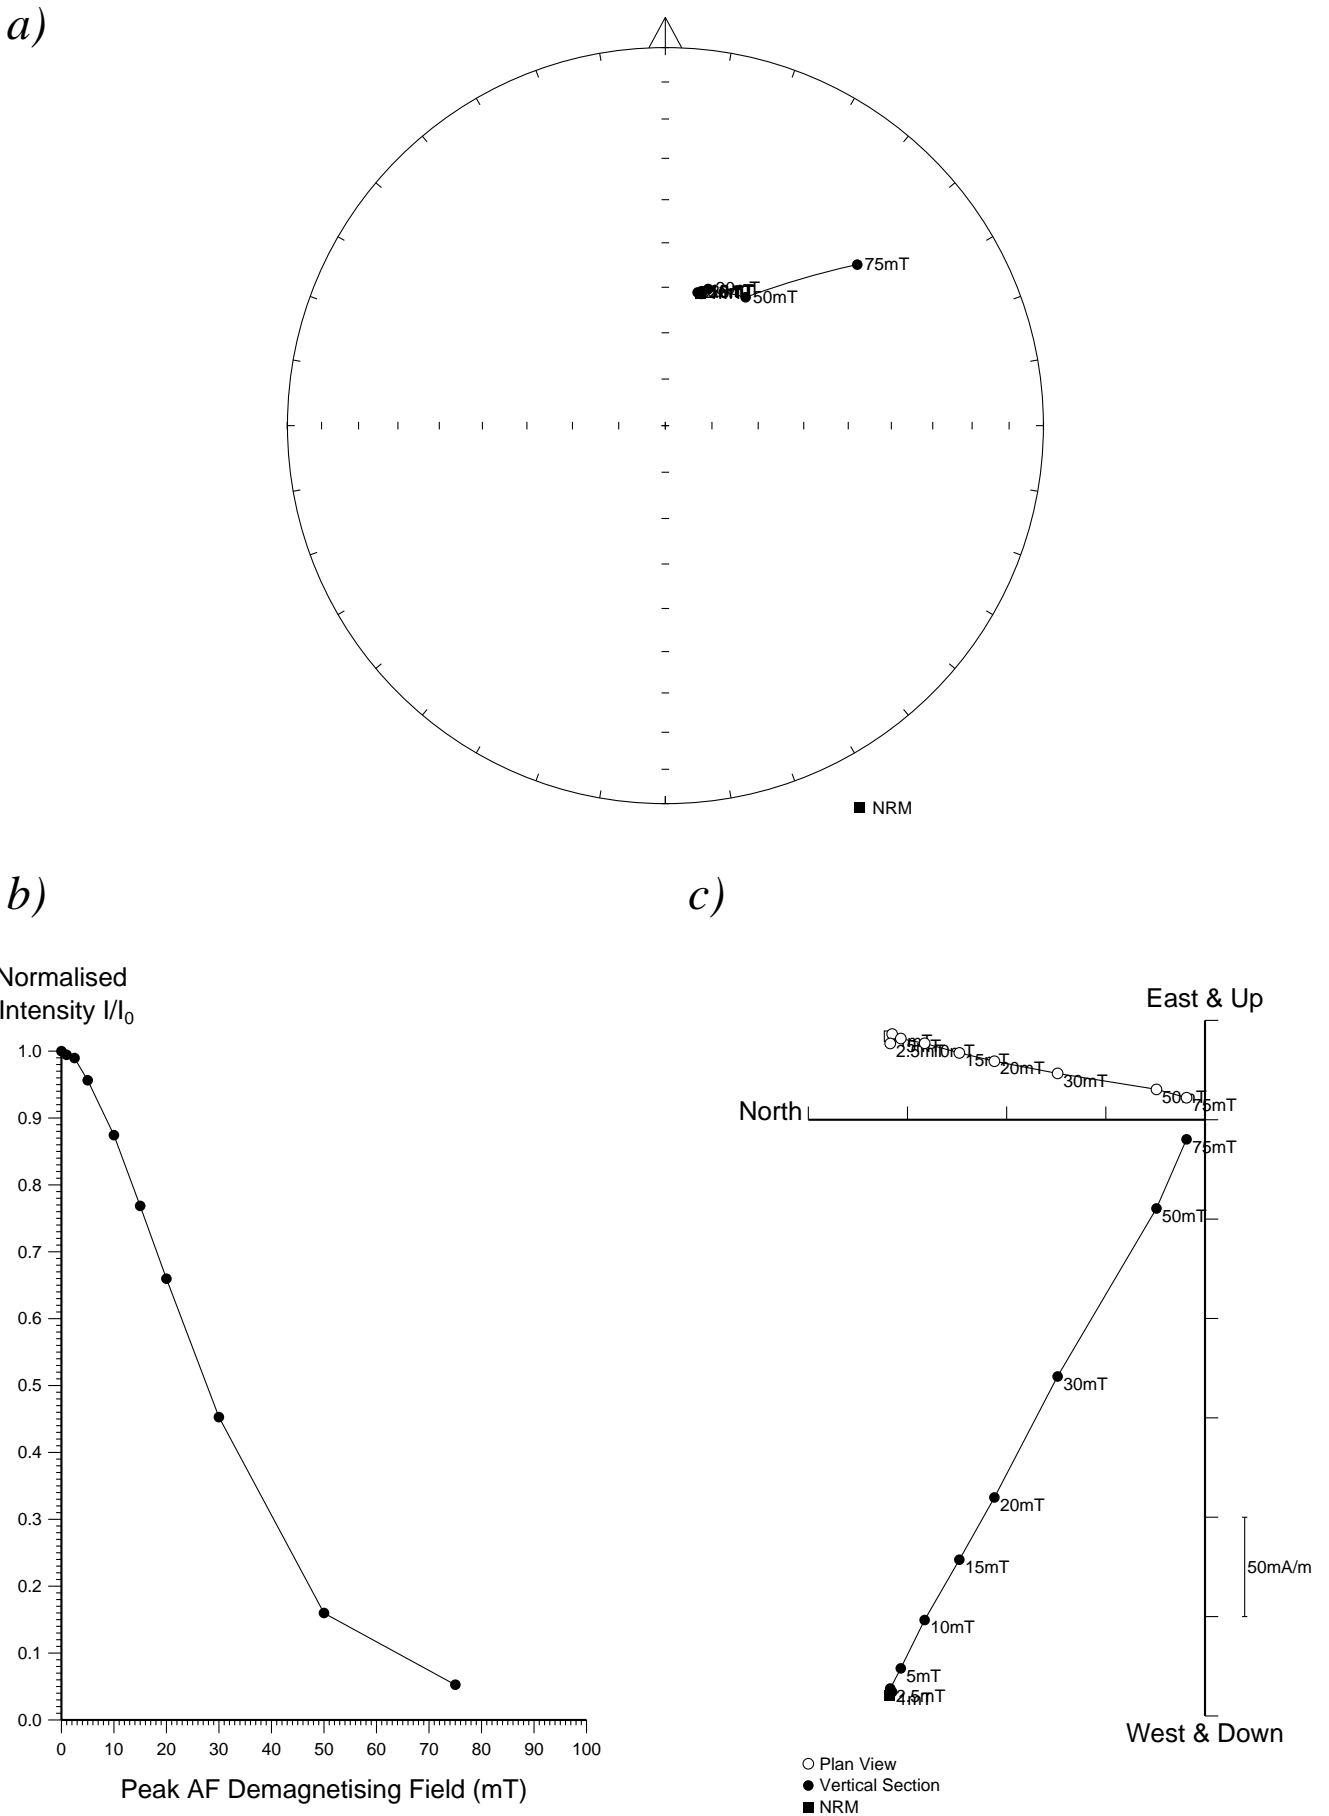 a)
75mT
50mT
NRM
b)
c)
Normalised
Intensity I/I0
1.0
0.9
0.8
0.7
0.6
0.5
0.4
0.3
0.2
0.1
0.0
0 10 20 30 40 50 60 70 80 90 100
Peak AF Demagnetising Field (mT)
East & Up
2.5mT
15mT
20mT
30mT
50mT
75mT
North
75mT
50mT
30mT
20mT
15mT
10mT
5mT
2.5mT
1mT
50mA/m
West & Down
Plan View
Vertical Section
NRM